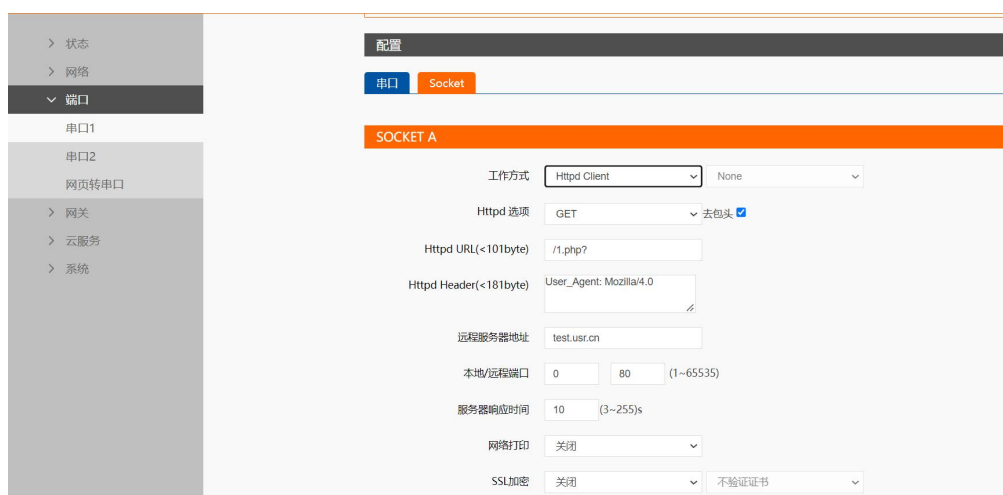 状态
网络
端口
串口1
串口2
网页转串口
网关
云服务
系统
配置
串口 Socket
SOCKET A
工作方式 Httpd Client None
Httpd 选项 GET 去包头
Httpd URL(<101byte) /1.php?
Httpd Header(<181byte) User_Agent: Mozilla/4.0
远程服务器地址 test.usr.cn
本地/远程端口 0 80 (1~65535)
服务器响应时间 10 (3~255)s
网络打印 关闭
SSL加密 关闭 不验证证书